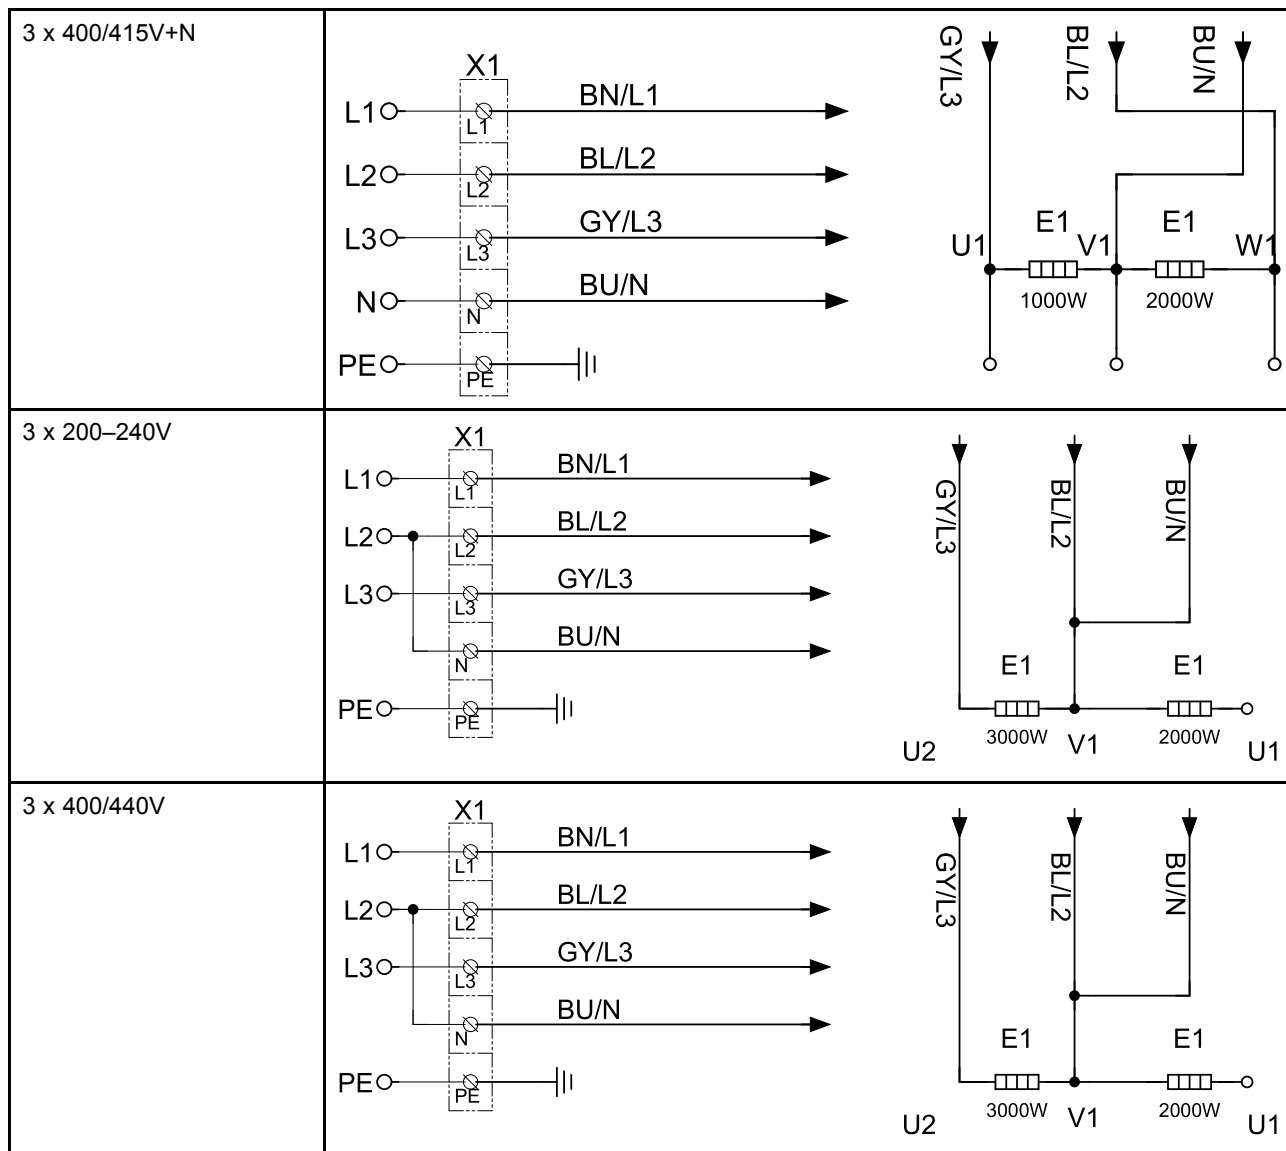 3 x 400/415V+N
X1
L1 L1 BN/L1
L2 L2 BL/L2
L3 L3 GY/L3
N N BU/N
PE PE
GY/L3 BL/L2 BU/N
U1 E1 V1 E1 W1
1000W 2000W
3 x 200–240V
X1
L1 L1 BN/L1
L2 L2 BL/L2
L3 L3 GY/L3
N BU/N
PE PE
GY/L3 BL/L2 BU/N
E1 E1
3000W 2000W
U2 V1 U1
3 x 400/440V
X1
L1 L1 BN/L1
L2 L2 BL/L2
L3 L3 GY/L3
N BU/N
PE PE
GY/L3 BL/L2 BU/N
E1 E1
3000W 2000W
U2 V1 U1